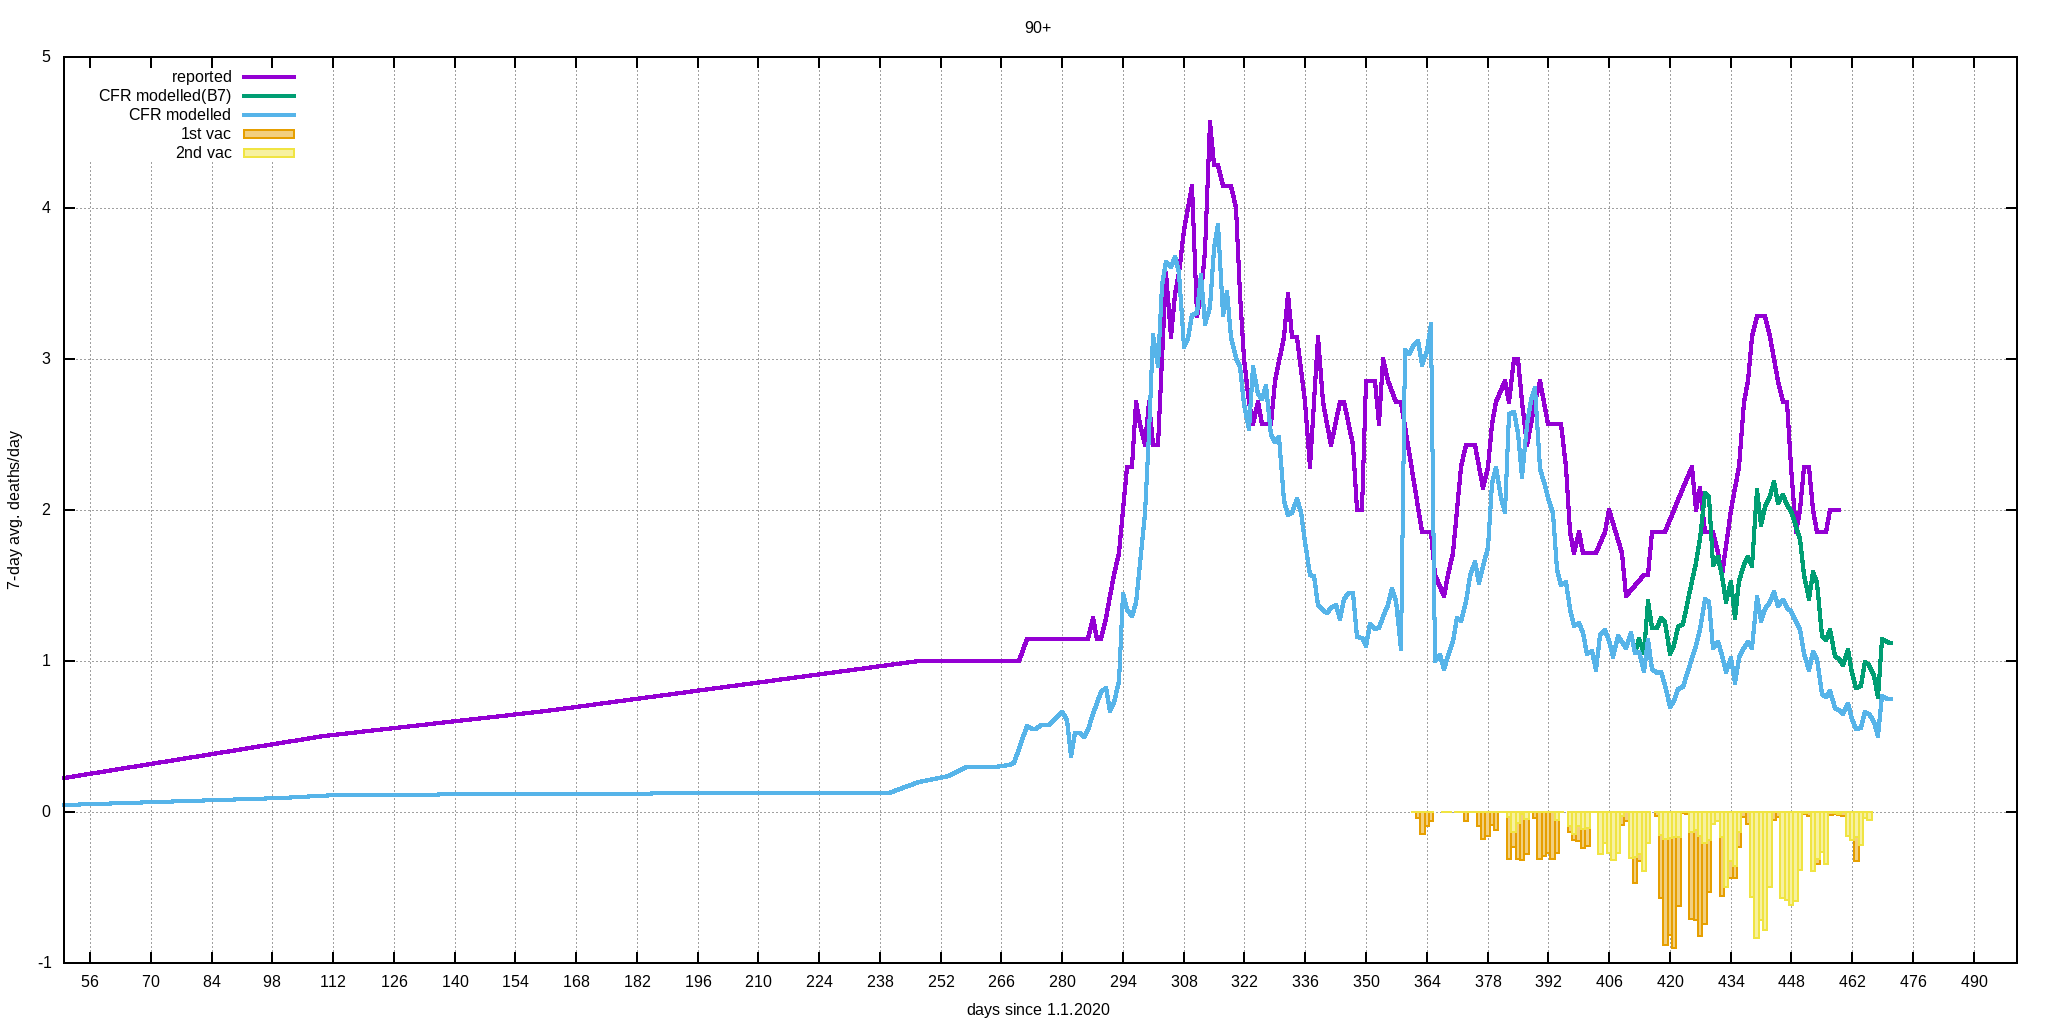 90+
reported
CFR modelled(B7)
CFR modelled
1st vac
2nd vac
5
4
3
2
1
0
-1
7-day avg. deaths/day
56 70 84 98 112 126 140 154 168 182 196 210 224 238 252 266 280 294 308 322 336 350 364 378 392 406 420 434 448 462 476 490
days since 1.1.2020